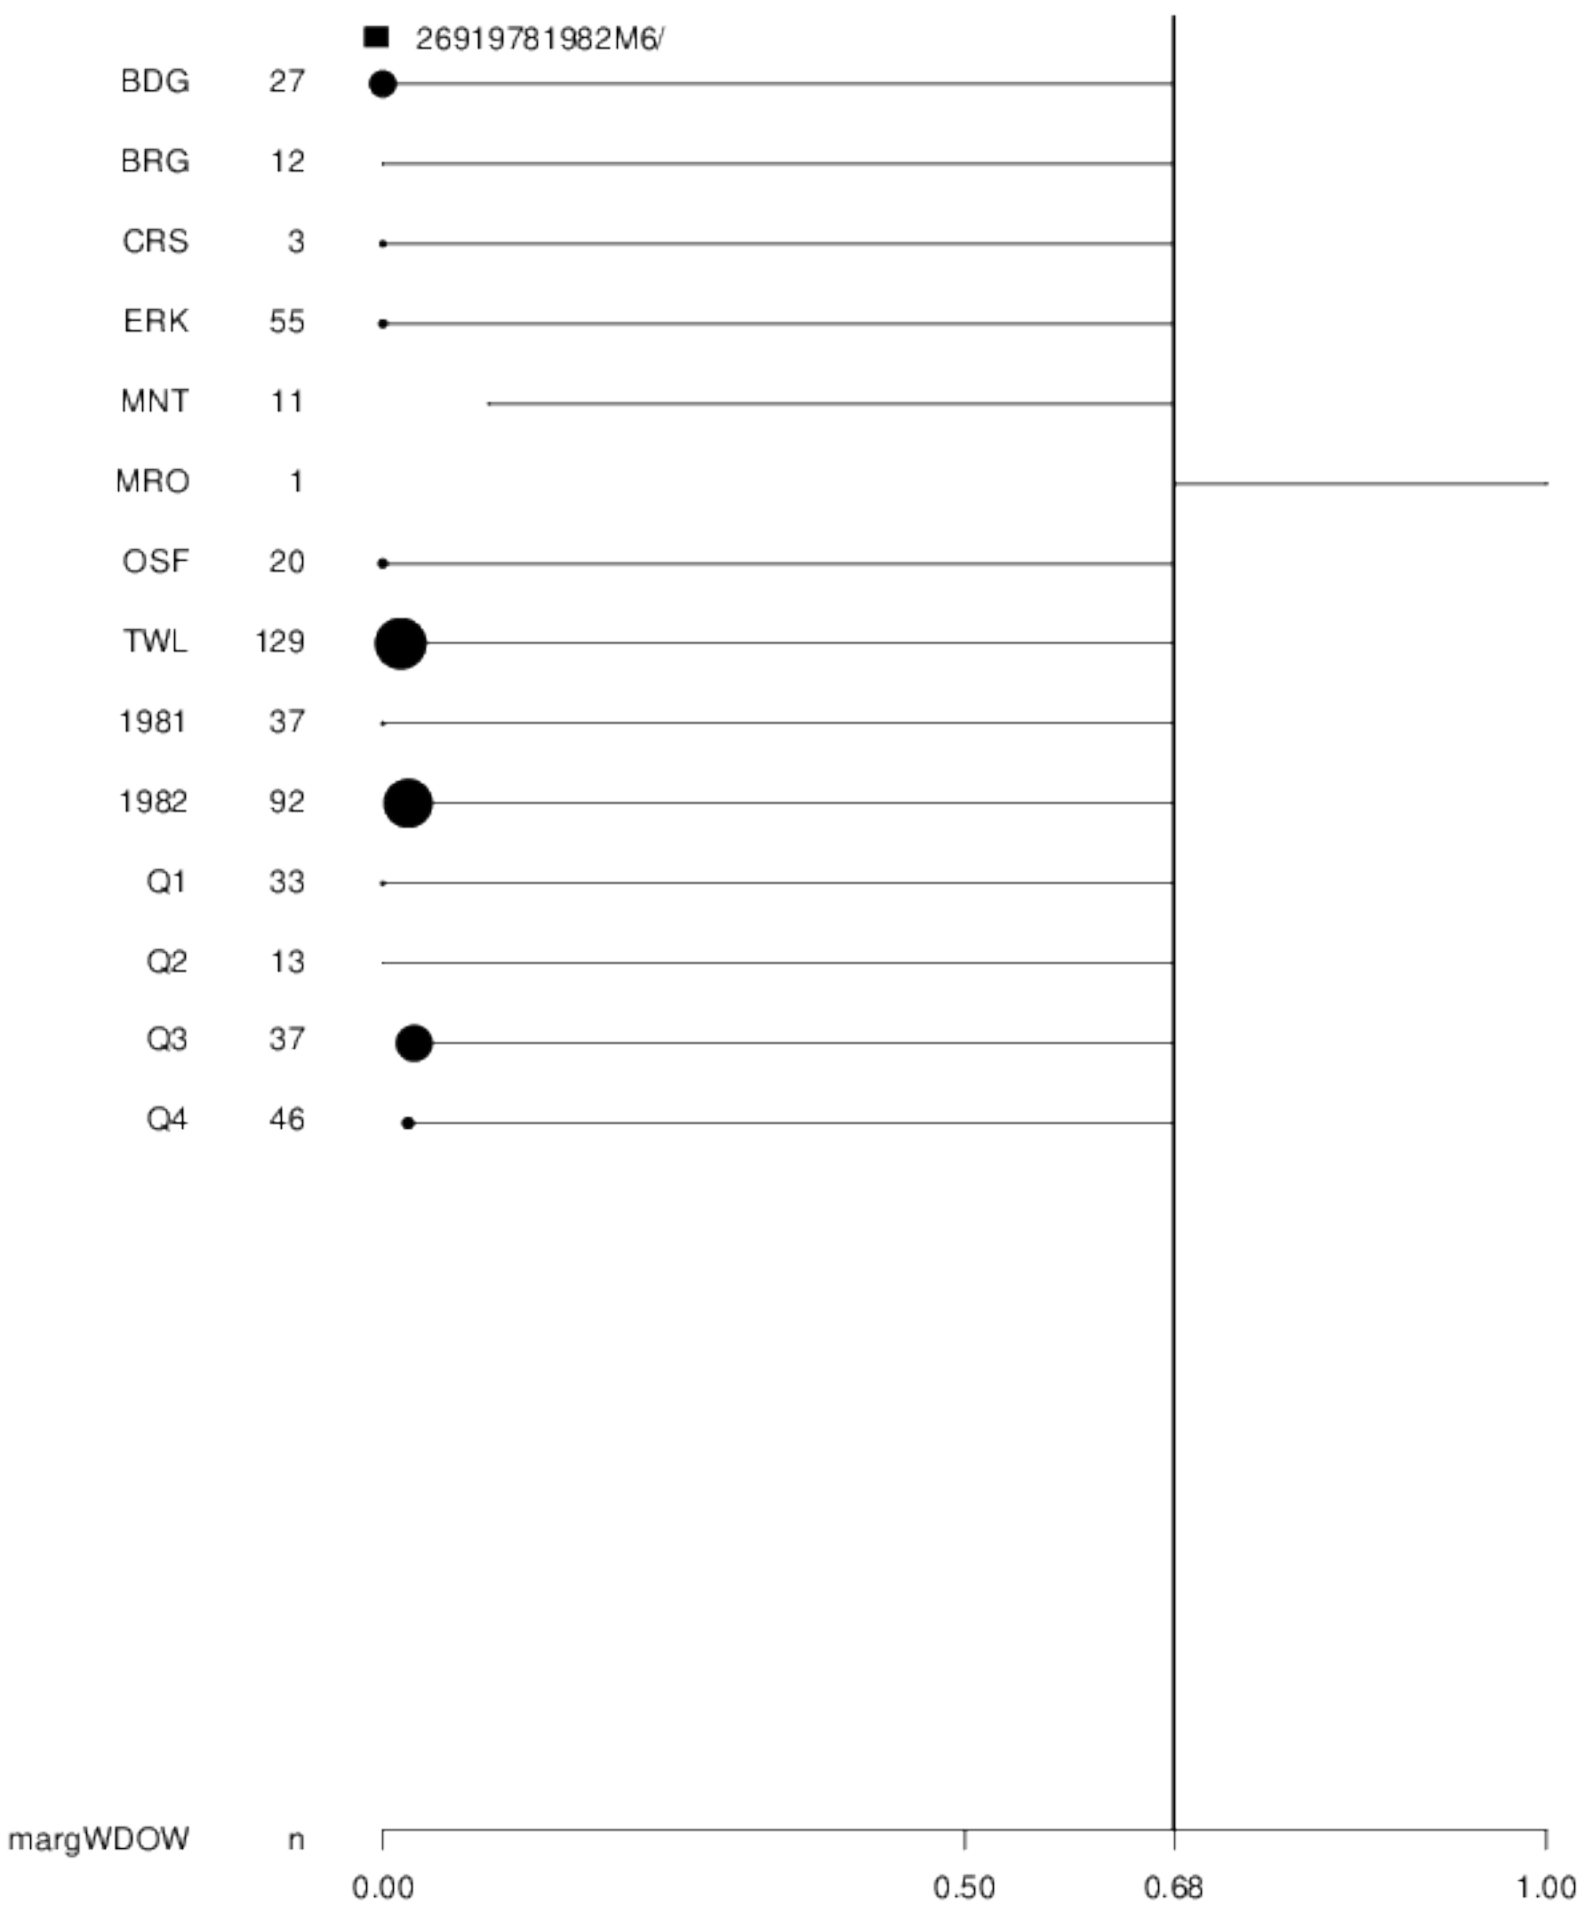 26919781982M6/
BDG 27
BRG 12
CRS 3
ERK 55
MNT 11
MRO 1
OSF 20
TWL 129
1981 37
1982 92
Q1 33
Q2 13
Q3 37
Q4 46
margWDOW n
0.00 0.50 0.68 1.00